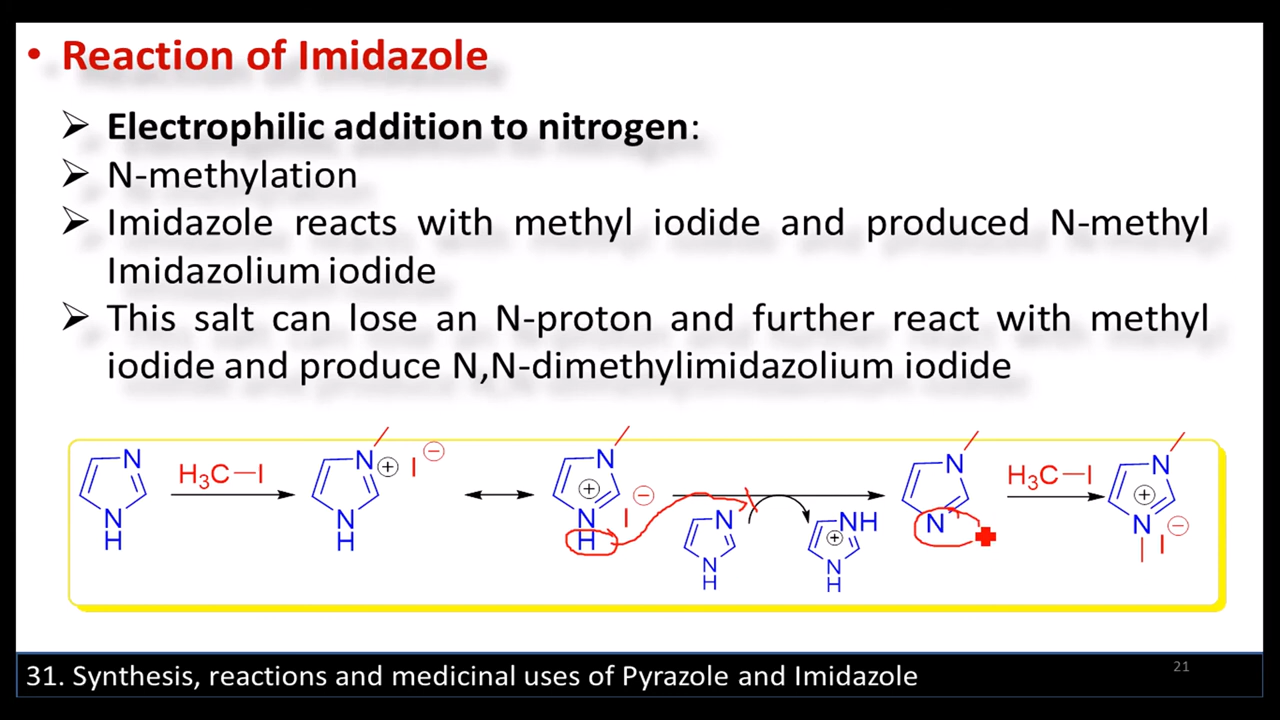 • Reaction of Imidazole
➢ Electrophilic addition to nitrogen:
➢ N-methylation
➢ Imidazole reacts with methyl iodide and produced N-methyl
Imidazolium iodide
➢ This salt can lose an N-proton and further react with methyl
iodide and produce N,N-dimethylimidazolium iodide
N N H H₃C—I N ⊕ I ⊖ N H N ⊕ N H I ⊖ N N H NH ⊕ N H N N H₃C—I N ⊕ N I ⊖
31. Synthesis, reactions and medicinal uses of Pyrazole and Imidazole
21